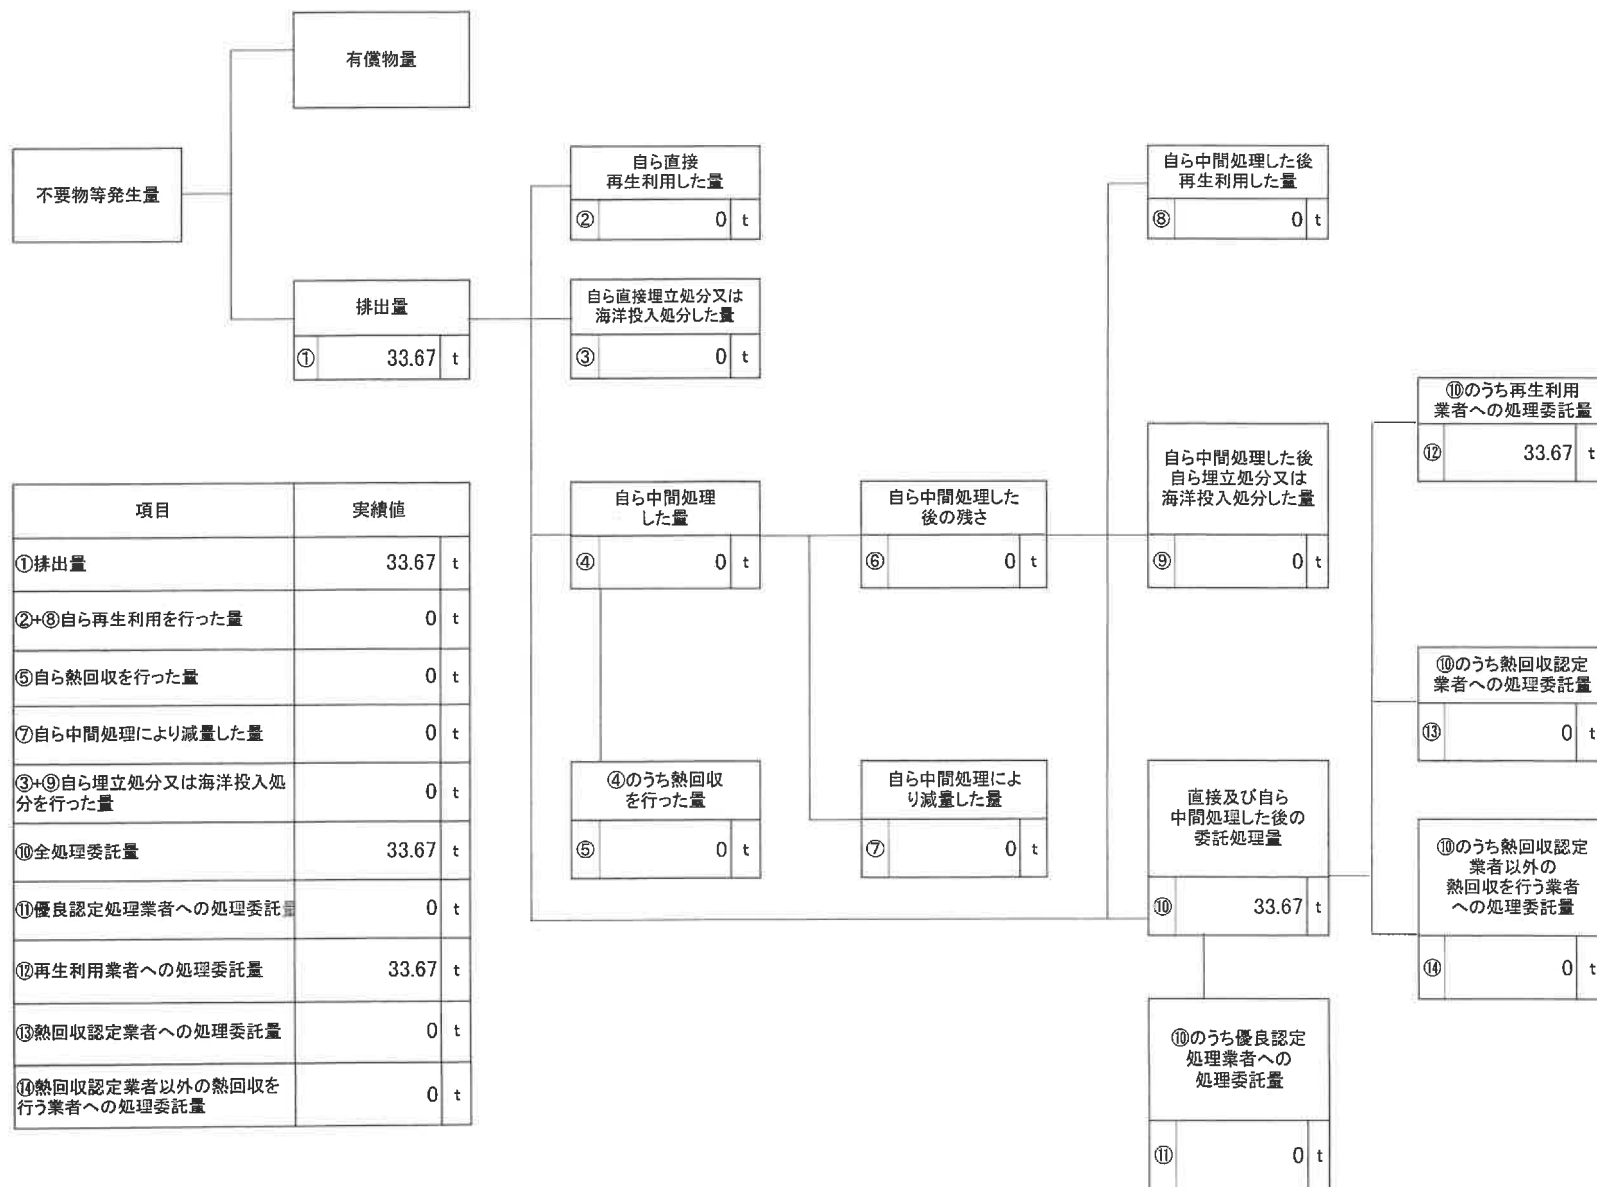 有償物量
不要物等発生量
排出量
① 33.67 t
自ら直接
再生利用した量
② 0 t
自ら直接埋立処分又は
海洋投入処分した量
③ 0 t
自ら中間処理
した量
④ 0 t
④のうち熱回収
を行った量
⑤ 0 t
自ら中間処理した
後の残さ
⑥ 0 t
自ら中間処理によ
り減量した量
⑦ 0 t
自ら中間処理した後
再生利用した量
⑧ 0 t
自ら中間処理した後
自ら埋立処分又は
海洋投入処分した量
⑨ 0 t
直接及び自ら
中間処理した後の
委託処理量
⑩ 33.67 t
⑩のうち優良認定
処理業者への
処理委託量
⑪ 0 t
⑩のうち再生利用
業者への処理委託量
⑫ 33.67 t
⑩のうち熱回収認定
業者への処理委託量
⑬ 0 t
⑩のうち熱回収認定
業者以外の
熱回収を行う業者
への処理委託量
⑭ 0 t
項目 実績値
①排出量 33.67 t
②+⑧自ら再生利用を行った量 0 t
⑤自ら熱回収を行った量 0 t
⑦自ら中間処理により減量した量 0 t
③+⑨自ら埋立処分又は海洋投入処
分を行った量 0 t
⑩全処理委託量 33.67 t
⑪優良認定処理業者への処理委託量 0 t
⑫再生利用業者への処理委託量 33.67 t
⑬熱回収認定業者への処理委託量 0 t
⑭熱回収認定業者以外の熱回収を
行う業者への処理委託量 0 t